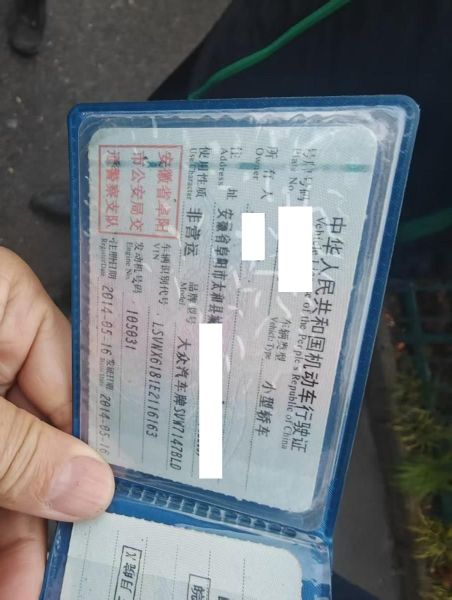 中华人民共和国机动车行驶证
Vehicle of the People's Republic of China
号牌号码 车辆类型 小型轿车
Plate No. Vehicle Type
所有人
Owner
住址 安徽省阜阳市太和县
Address
使用性质 非营运 品牌型号 大众汽车牌SVW7147BLD
Use Character Model
安徽省阜阳
市公安局交
通警察支队
车辆识别代号 LSVNX6181E2116163
VIN
发动机号码 105031
Engine No.
注册日期 2014-05-16 发证日期 2014-05-16
Register Date Issue Date
皖